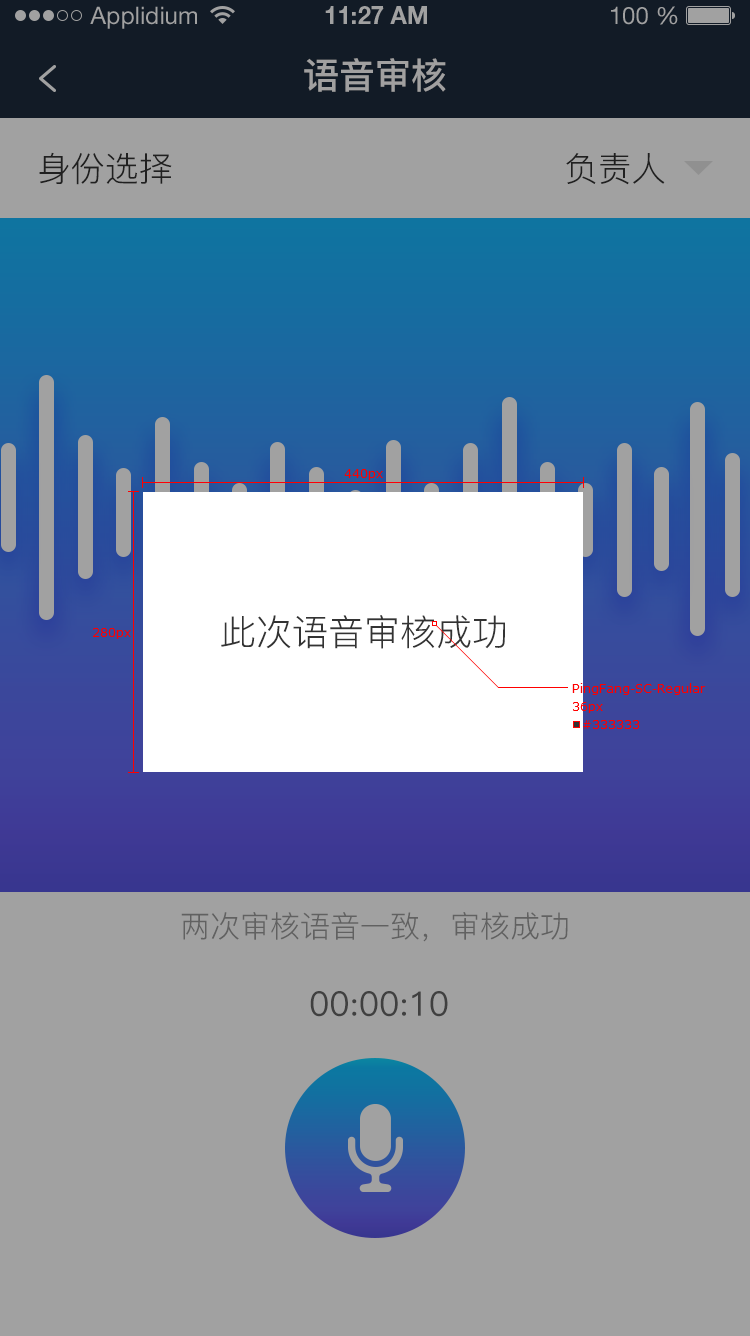 Applidium 11:27 AM 100 %
语音审核
身份选择 负责人
440px
此次语音审核成功
280px
PingFang SC Regular
36px
#333333
两次审核语音一致，审核成功
00:00:10